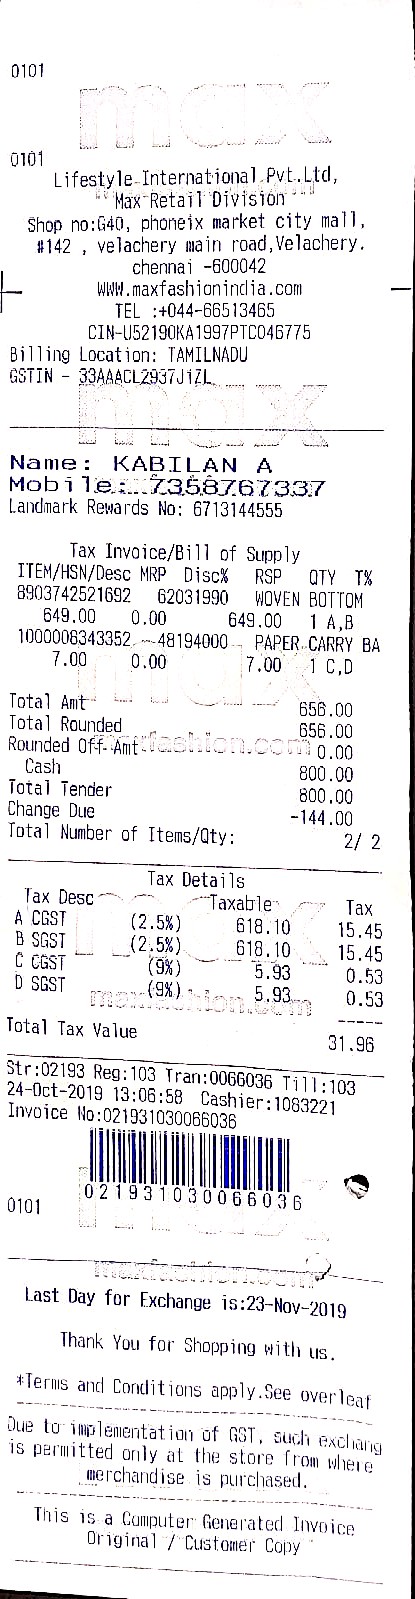 0101
max
0101
Lifestyle International Pvt.Ltd,
Max Retail Division
Shop no:G40, phoneix market city mall,
#142 , velachery main road,Velachery.
chennai -600042
WWW.maxfashionindia.com
TEL :+044-66513465
CIN-U52190KA1997PTC046775
Billing Location: TAMILNADU
GSTIN - 33AAACL2937J1ZL
max
Name: KABILAN A
Mobile: 7358767337
Landmark Rewards No: 6713144555
Tax Invoice/Bill of Supply
ITEM/HSN/Desc MRP Disc% RSP QTY T%
8903742521692 62031990 WOVEN BOTTOM
649.00 0.00 649.00 1 A,B
1000006343352 48194000 PAPER CARRY BA
7.00 0.00 7.00 1 C,D
max
Total Amt 656.00
Total Rounded 656.00
maxfashion.com
Rounded Off Amt 0.00
Cash 800.00
Total Tender 800.00
Change Due -144.00
Total Number of Items/Qty: 2/ 2
Tax Details
Tax Desc Taxable Tax
A CGST (2.5%) 618.10 15.45
B SGST (2.5%) 618.10 15.45
C CGST (9%) 5.93 0.53
D SGST (9%) 5.93 0.53
maxfashion.com
Total Tax Value 31.96
Str:02193 Reg:103 Tran:0066036 Till:103
24-Oct-2019 13:06:58 Cashier:1083221
Invoice No:021931030066036
021931030066036
0101
max
maxfashion.com
Last Day for Exchange is:23-Nov-2019
Thank You for Shopping with us.
*Terms and Conditions apply.See overleaf
Due to implementation of GST, such exchang
is permitted only at the store from where
merchandise is purchased.
This is a Computer Generated Invoice
Original / Customer Copy